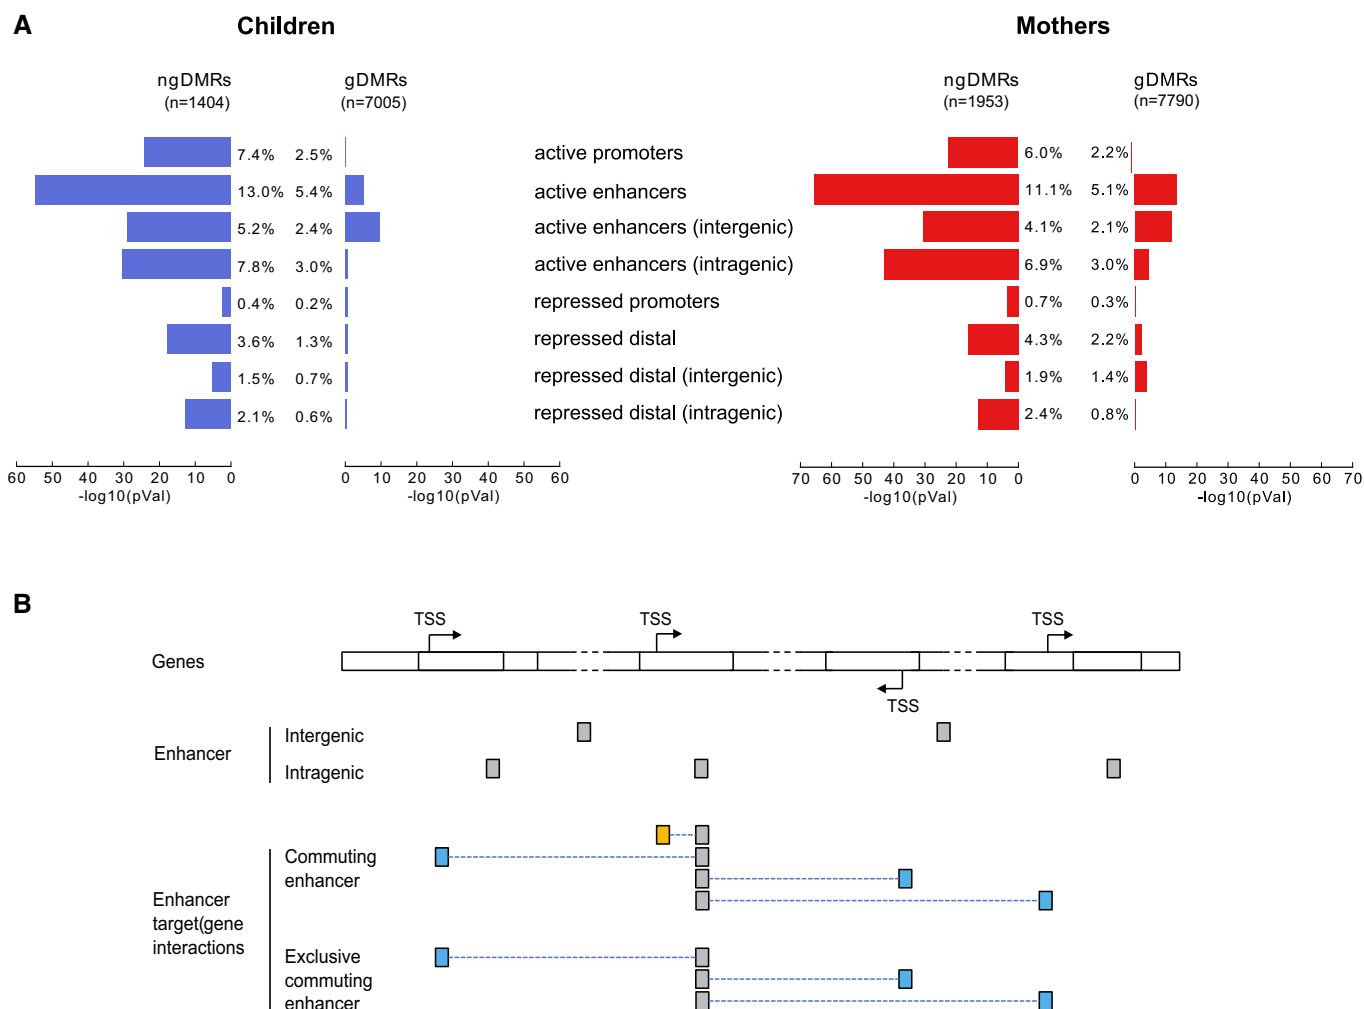 A
Children
Mothers
ngDMRs gDMRs
(n=1404) (n=7005)
ngDMRs gDMRs
(n=1953) (n=7790)
7.4% 2.5% active promoters 6.0% 2.2%
13.0% 5.4% active enhancers 11.1% 5.1%
5.2% 2.4% active enhancers (intergenic) 4.1% 2.1%
7.8% 3.0% active enhancers (intragenic) 6.9% 3.0%
0.4% 0.2% repressed promoters 0.7% 0.3%
3.6% 1.3% repressed distal 4.3% 2.2%
1.5% 0.7% repressed distal (intergenic) 1.9% 1.4%
2.1% 0.6% repressed distal (intragenic) 2.4% 0.8%
60 50 40 30 20 10 0 0 10 20 30 40 50 60
70 60 50 40 30 20 10 0 0 10 20 30 40 50 60 70
-log10(pVal) -log10(pVal) -log10(pVal) -log10(pVal)
B
TSS TSS TSS
Genes
TSS
Enhancer
Intergenic
Intragenic
Enhancer
target(gene
interactions
Commuting
enhancer
Exclusive
commuting
enhancer